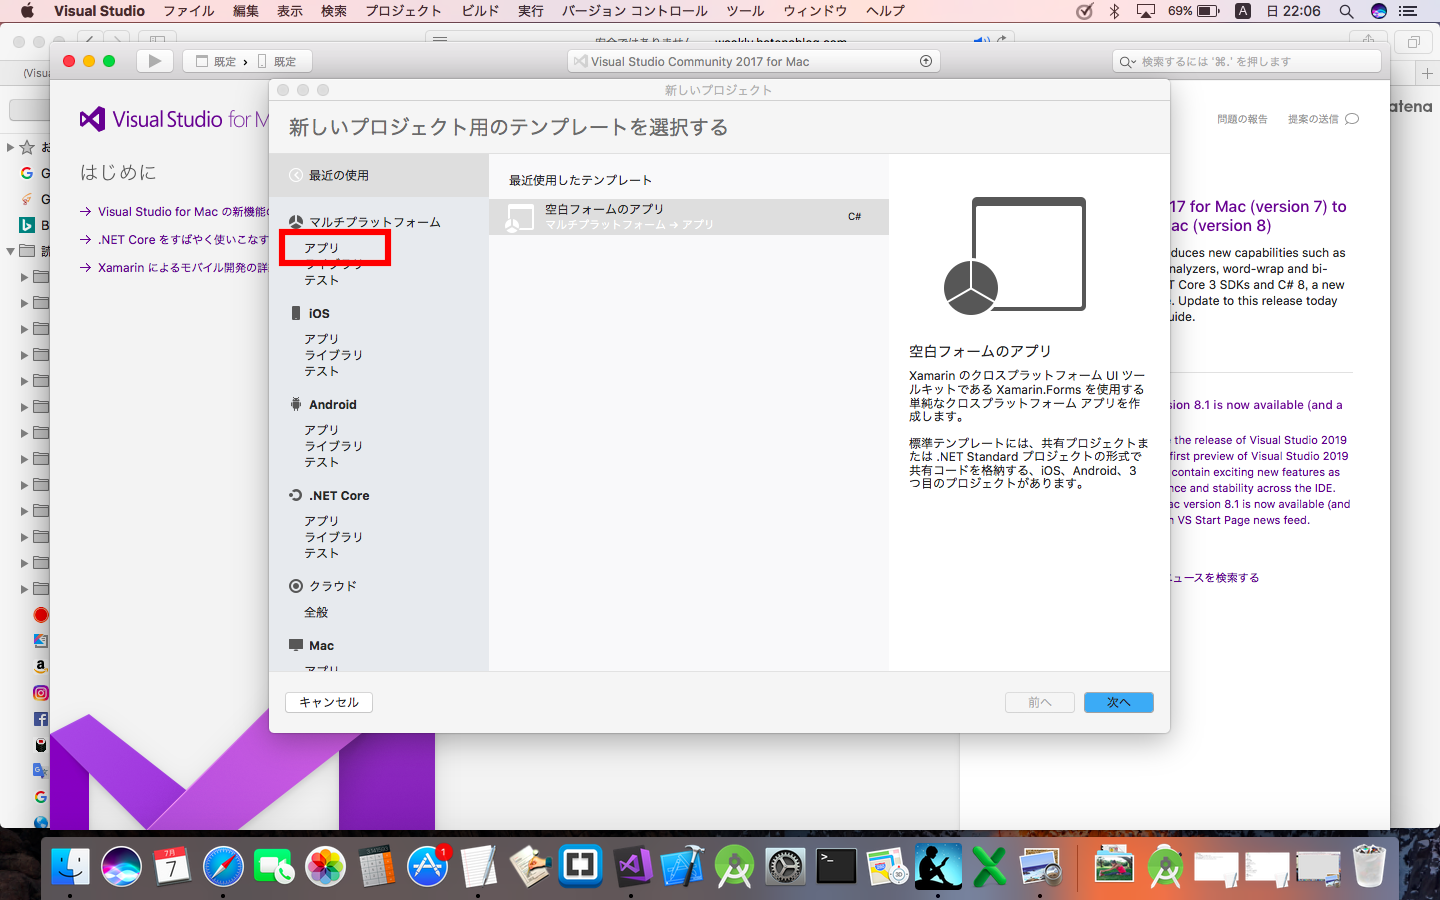 Visual Studio ファイル 編集 表示 検索 プロジェクト ビルド 実行 バージョン コントロール ツール ウィンドウ ヘルプ 69% A 日 22:06
既定 › 既定
Visual Studio Community 2017 for Mac
検索するには '⌘.' を押します
(Visu
新しいプロジェクト
Visual Studio for M
新しいプロジェクト用のテンプレートを選択する
問題の報告 提案の送信
atena
はじめに
→ Visual Studio for Mac の新機能の
→ .NET Core をすばやく使いこなす
→ Xamarin によるモバイル開発の詳
最近の使用
マルチプラットフォーム
アプリ
ライブラリ
テスト
iOS
アプリ
ライブラリ
テスト
Android
アプリ
ライブラリ
テスト
.NET Core
アプリ
ライブラリ
テスト
クラウド
全般
Mac
アプリ
最近使用したテンプレート
空白フォームのアプリ
マルチプラットフォーム → アプリ
C#
空白フォームのアプリ
Xamarin のクロスプラットフォーム UI ツー
ルキットである Xamarin.Forms を使用する
単純なクロスプラットフォーム アプリを作
成します。
標準テンプレートには、共有プロジェクトま
たは .NET Standard プロジェクトの形式で
共有コードを格納する、iOS、Android、3
つ目のプロジェクトがあります。
キャンセル
前へ
次へ
17 for Mac (version 7) to
ac (version 8)
duces new capabilities such as
nalyzers, word-wrap and bi-
T Core 3 SDKs and C# 8, a new
e. Update to this release today
uide.
sion 8.1 is now available (and a
e the release of Visual Studio 2019
first preview of Visual Studio 2019
contain exciting new features as
nce and stability across the IDE.
ac version 8.1 is now available (and
n VS Start Page news feed.
ュースを検索する
7月
7
1